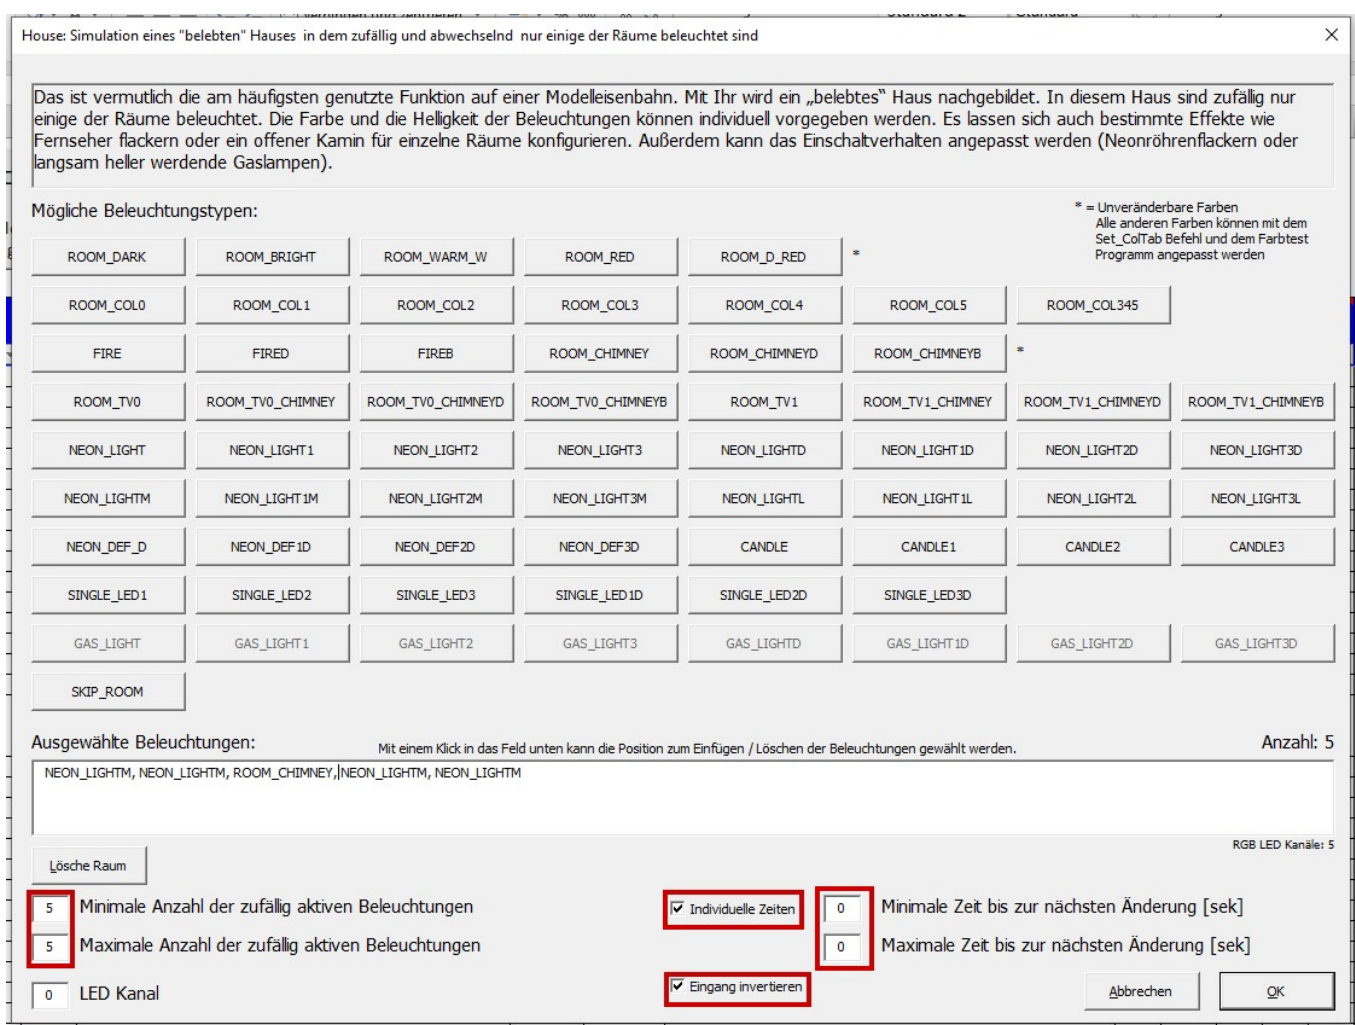 House: Simulation eines "belebten" Hauses in dem zufällig und abwechselnd nur einige der Räume beleuchtet sind
Das ist vermutlich die am häufigsten genutzte Funktion auf einer Modelleisenbahn. Mit Ihr wird ein „belebtes“ Haus nachgebildet. In diesem Haus sind zufällig nur
einige der Räume beleuchtet. Die Farbe und die Helligkeit der Beleuchtungen können individuell vorgegeben werden. Es lassen sich auch bestimmte Effekte wie
Fernseher flackern oder ein offener Kamin für einzelne Räume konfigurieren. Außerdem kann das Einschaltverhalten angepasst werden (Neonröhrenflackern oder
langsam heller werdende Gaslampen).
Mögliche Beleuchtungstypen:
* = Unveränderbare Farben
Alle anderen Farben können mit dem
Set_ColTab Befehl und dem Farbtest
Programm angepasst werden
ROOM_DARK ROOM_BRIGHT ROOM_WARM_W ROOM_RED ROOM_D_RED *
ROOM_COL0 ROOM_COL1 ROOM_COL2 ROOM_COL3 ROOM_COL4 ROOM_COL5 ROOM_COL345
FIRE FIRED FIREB ROOM_CHIMNEY ROOM_CHIMNEYD ROOM_CHIMNEYB *
ROOM_TV0 ROOM_TV0_CHIMNEY ROOM_TV0_CHIMNEYD ROOM_TV0_CHIMNEYB ROOM_TV1 ROOM_TV1_CHIMNEY ROOM_TV1_CHIMNEYD ROOM_TV1_CHIMNEYB
NEON_LIGHT NEON_LIGHT1 NEON_LIGHT2 NEON_LIGHT3 NEON_LIGHTD NEON_LIGHT1D NEON_LIGHT2D NEON_LIGHT3D
NEON_LIGHTM NEON_LIGHT1M NEON_LIGHT2M NEON_LIGHT3M NEON_LIGHTL NEON_LIGHT1L NEON_LIGHT2L NEON_LIGHT3L
NEON_DEF_D NEON_DEF1D NEON_DEF2D NEON_DEF3D CANDLE CANDLE1 CANDLE2 CANDLE3
SINGLE_LED1 SINGLE_LED2 SINGLE_LED3 SINGLE_LED1D SINGLE_LED2D SINGLE_LED3D
GAS_LIGHT GAS_LIGHT1 GAS_LIGHT2 GAS_LIGHT3 GAS_LIGHTD GAS_LIGHT1D GAS_LIGHT2D GAS_LIGHT3D
SKIP_ROOM
Ausgewählte Beleuchtungen: Mit einem Klick in das Feld unten kann die Position zum Einfügen / Löschen der Beleuchtungen gewählt werden. Anzahl: 5
NEON_LIGHTM, NEON_LIGHTM, ROOM_CHIMNEY, NEON_LIGHTM, NEON_LIGHTM
RGB LED Kanäle: 5
Lösche Raum
5 Minimale Anzahl der zufällig aktiven Beleuchtungen Individuelle Zeiten 0 Minimale Zeit bis zur nächsten Änderung [sek]
5 Maximale Anzahl der zufällig aktiven Beleuchtungen 0 Maximale Zeit bis zur nächsten Änderung [sek]
0 LED Kanal Eingang invertieren Abbrechen OK